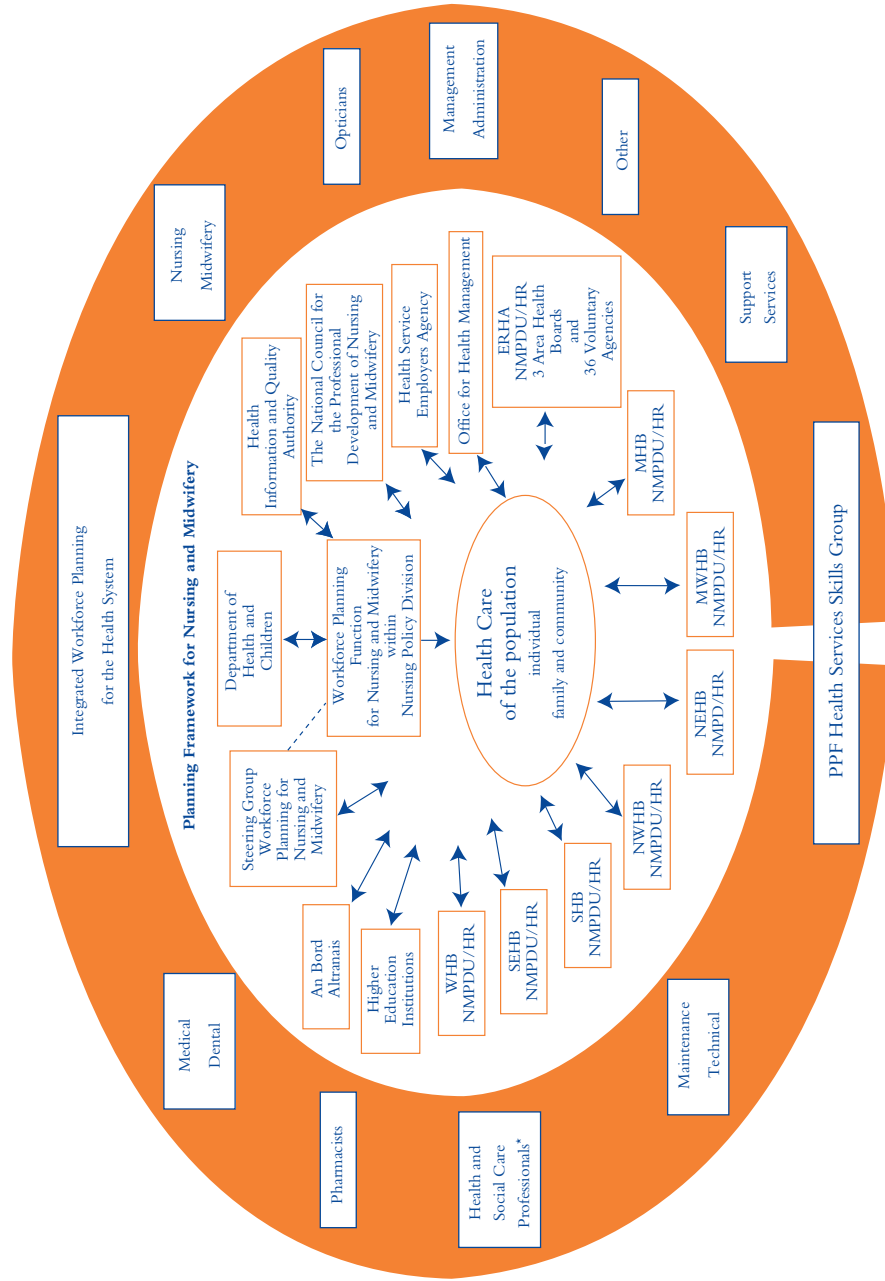 Integrated Workforce Planning
for the Health System
Medical
Dental
Nursing
Midwifery
Pharmacists
Opticians
Health and
Social Care
Professionals*
Management
Administration
Other
Maintenance
Technical
Support
Services
PPF Health Services Skills Group
Planning Framework for Nursing and Midwifery
Department of
Health and
Children
Steering Group
Workforce
Planning for
Nursing and
Midwifery
Health
Information and Quality
Authority
An Bord
Altranais
Workforce Planning
Function
for Nursing and Midwifery
within
Nursing Policy Division
The National Council for
the Professional
Development of Nursing
and Midwifery
Higher
Education
Institutions
Health Service
Employers Agency
WHB
NMPDU/HR
Office for Health Management
SEHB
NMPDU/HR
Health Care
of the population
individual
family and community
ERHA
NMPDU/HR
3 Area Health
Boards
and
36 Voluntary
Agencies
SHB
NMPDU/HR
NWHB
NMPDU/HR
NEHB
NMPD/HR
MWHB
NMPDU/HR
MHB
NMPDU/HR